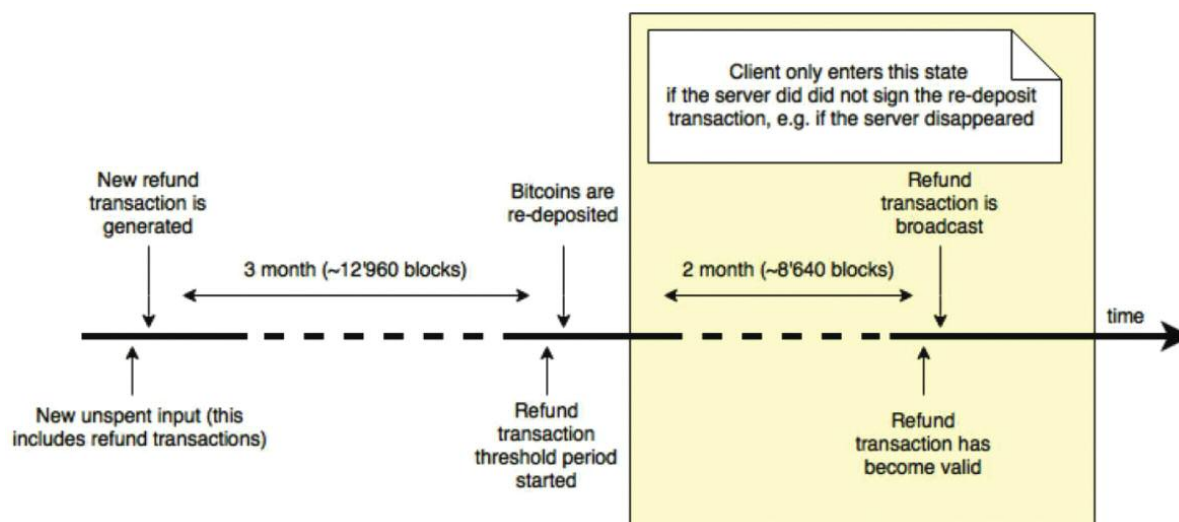 Client only enters this state
if the server did did not sign the re-deposit
transaction, e.g. if the server disappeared
New refund
transaction is
generated
Bitcoins are
re-deposited
Refund
transaction is
broadcast
3 month (~12'960 blocks)
2 month (~8'640 blocks)
time
New unspent input (this
includes refund transactions)
Refund
transaction
threshold period
started
Refund
transaction has
become valid